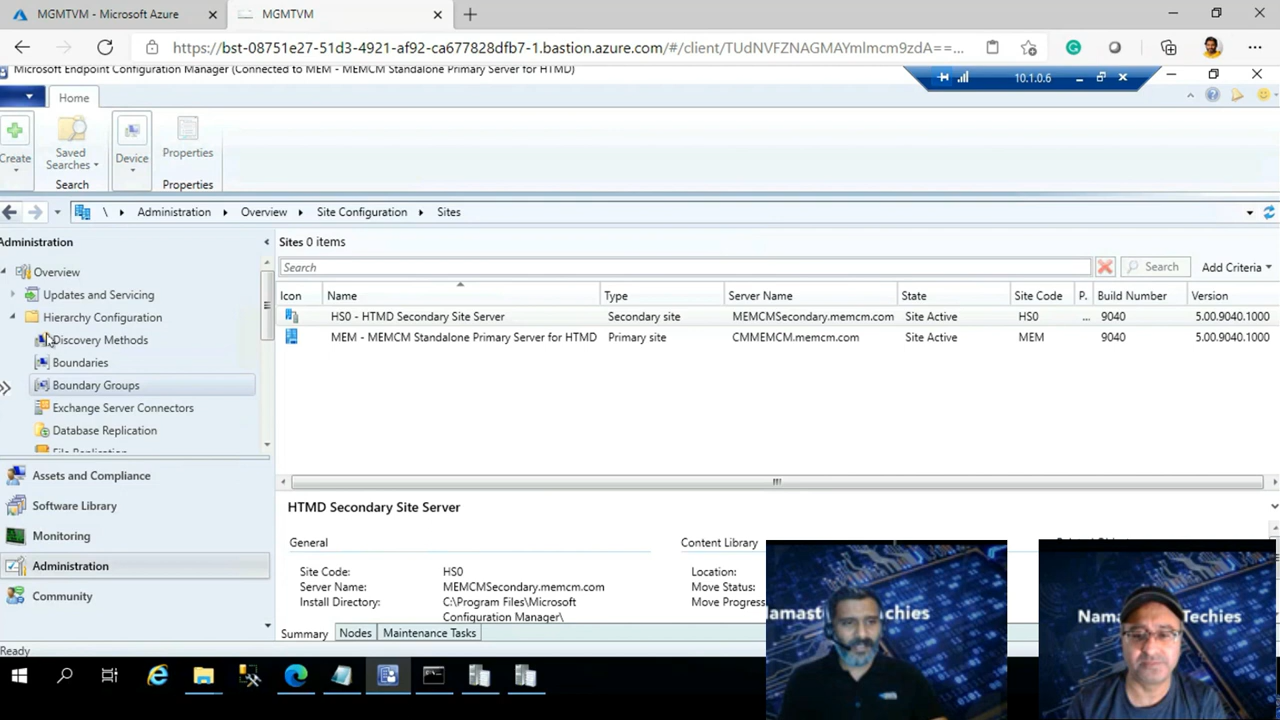 MGMTVM - Microsoft Azure
MGMTVM
https://bst-08751e27-51d3-4921-af92-ca677828dfb7-1.bastion.azure.com/#/client/TUdNVFZNAGMAYmlmcm9zdA==...
Microsoft Endpoint Configuration Manager (Connected to MEM - MEMCM Standalone Primary Server for HTMD)
10.1.0.6
Home
Create
Saved Searches
Device
Properties
Search
Properties
\ Administration Overview Site Configuration Sites
Administration
Overview
Updates and Servicing
Hierarchy Configuration
Discovery Methods
Boundaries
Boundary Groups
Exchange Server Connectors
Database Replication
File Replication
Assets and Compliance
Software Library
Monitoring
Administration
Community
Sites 0 items
Search
Search
Add Criteria
Icon Name Type Server Name State Site Code P. Build Number Version
HS0 - HTMD Secondary Site Server Secondary site MEMCMSecondary.memcm.com Site Active HS0 ... 9040 5.00.9040.1000
MEM - MEMCM Standalone Primary Server for HTMD Primary site CMMEMCM.memcm.com Site Active MEM 9040 5.00.9040.1000
HTMD Secondary Site Server
General
Site Code: HS0
Server Name: MEMCMSecondary.memcm.com
Install Directory: C:\Program Files\Microsoft
Configuration Manager\
Content Library
Location:
Move Status:
Move Progress
Summary Nodes Maintenance Tasks
Ready
Namaste Techies
Namaste Techies